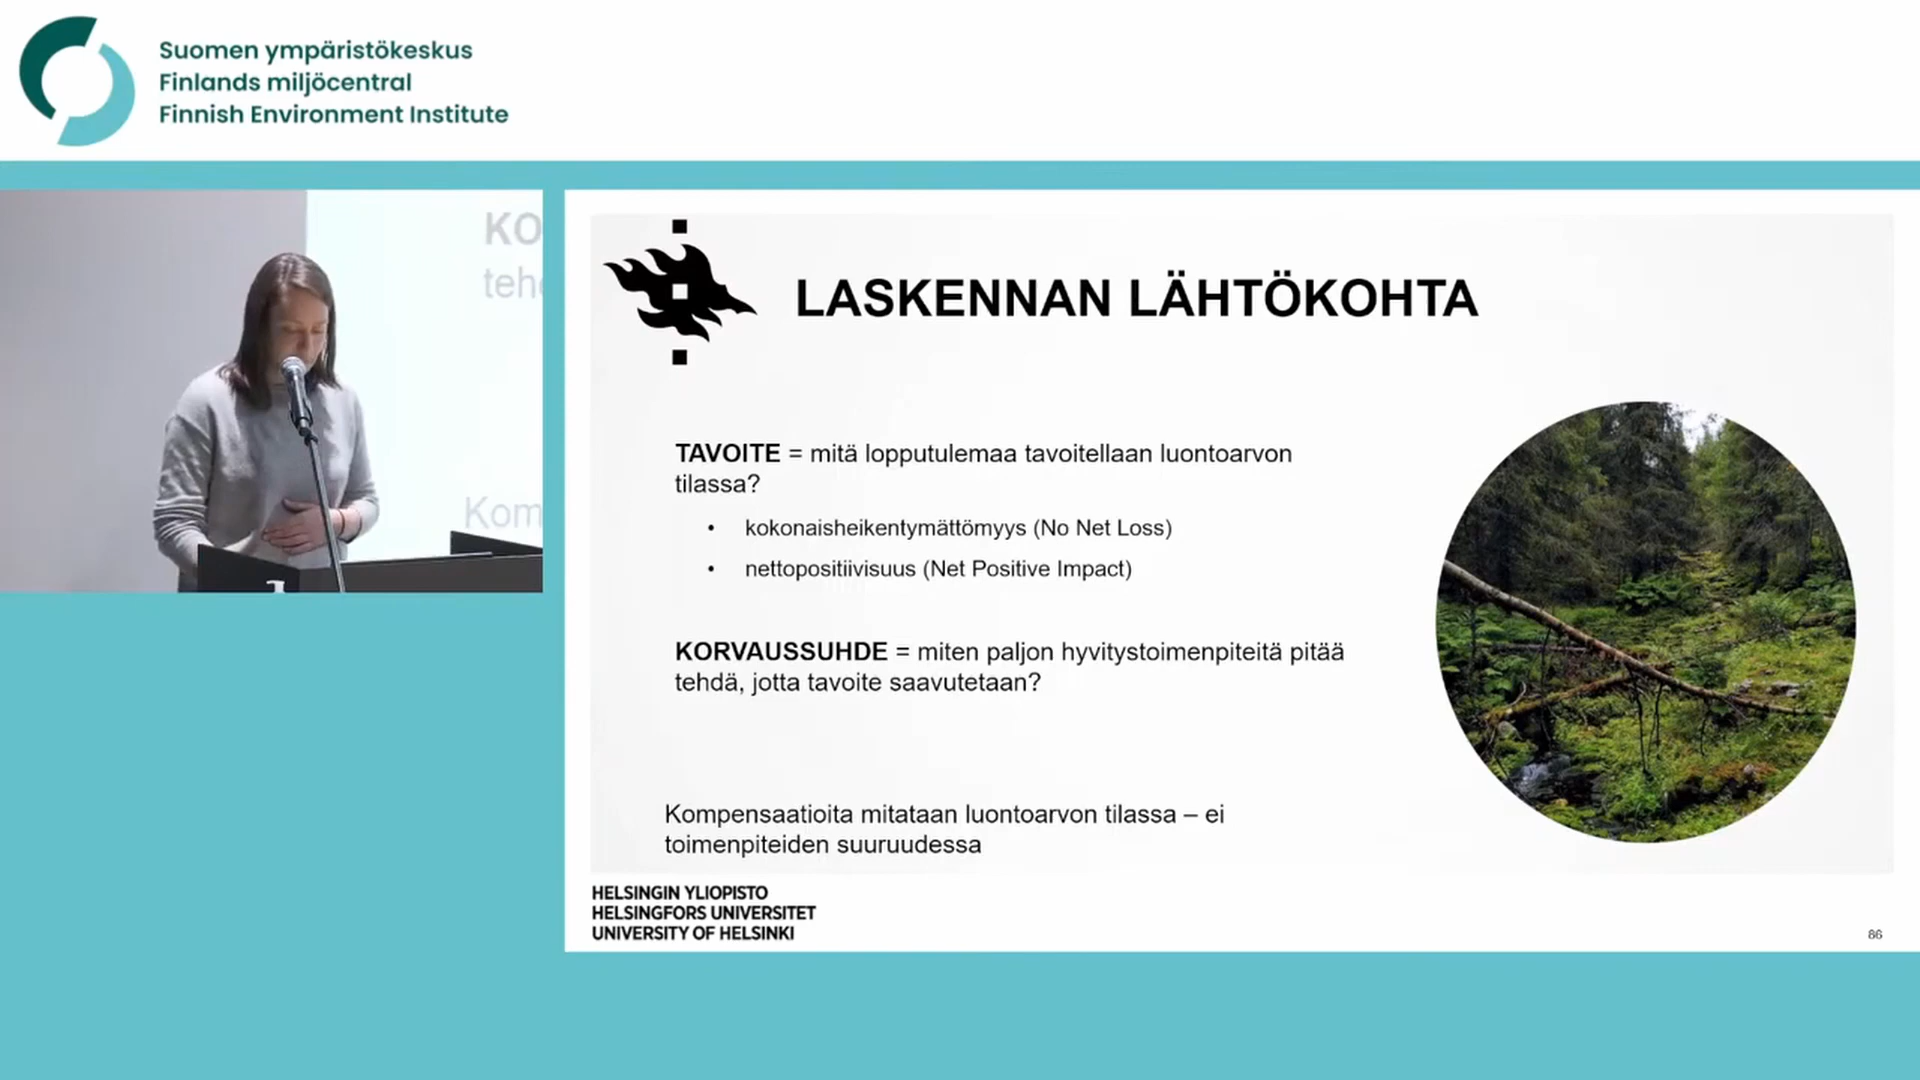 Suomen ympäristökeskus
Finlands miljöcentral
Finnish Environment Institute
KO
teh
Kom
LASKENNAN LÄHTÖKOHTA
TAVOITE = mitä lopputulemaa tavoitellaan luontoarvon
tilassa?
• kokonaisheikentymättömyys (No Net Loss)
• nettopositiivisuus (Net Positive Impact)
KORVAUSSUHDE = miten paljon hyvitystoimenpiteitä pitää
tehdä, jotta tavoite saavutetaan?
Kompensaatioita mitataan luontoarvon tilassa – ei
toimenpiteiden suuruudessa
HELSINGIN YLIOPISTO
HELSINGFORS UNIVERSITET
UNIVERSITY OF HELSINKI
86